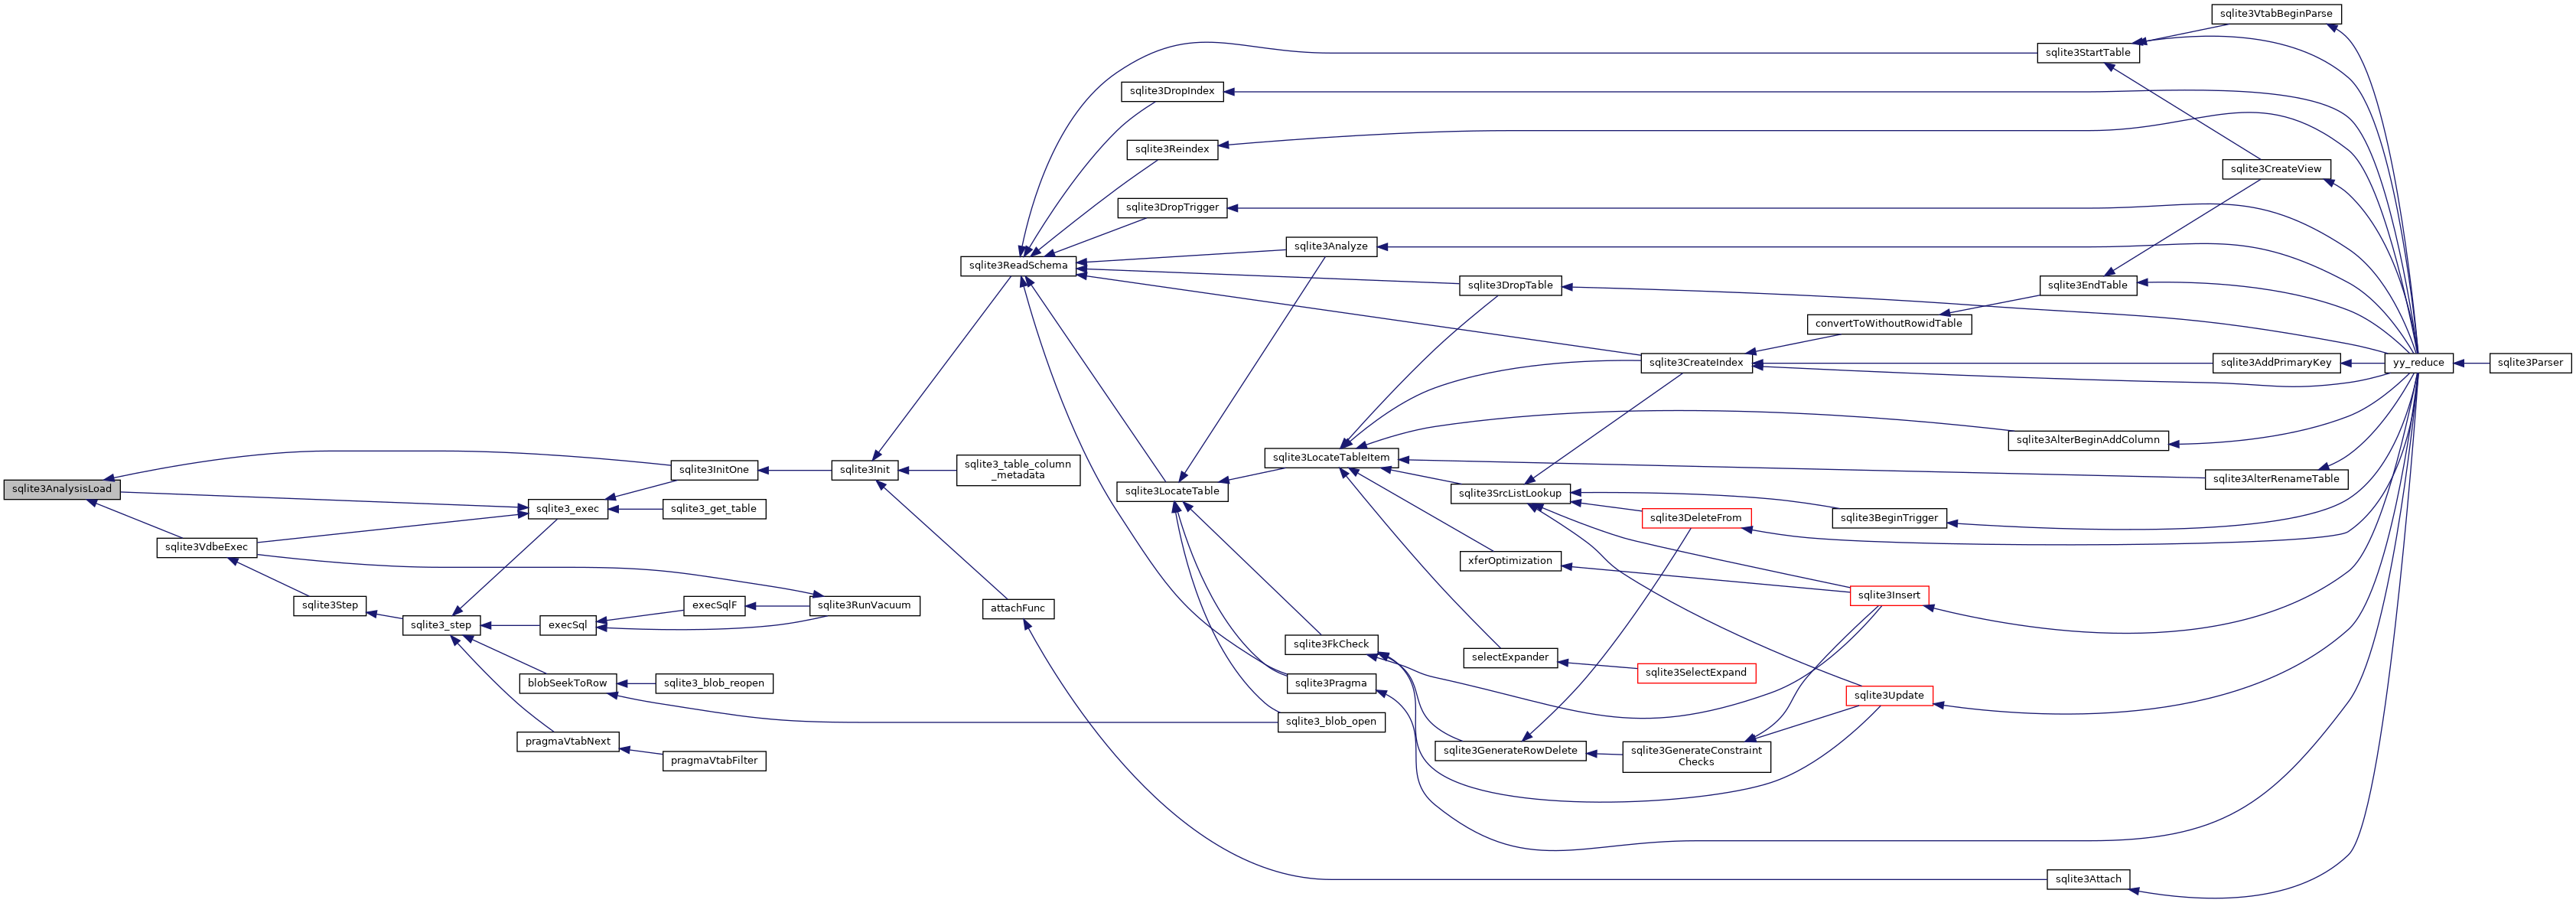 sqlite3VtabBeginParse
sqlite3StartTable
sqlite3DropIndex
sqlite3Reindex
sqlite3CreateView
sqlite3DropTrigger
sqlite3Analyze
sqlite3ReadSchema
sqlite3DropTable
sqlite3EndTable
convertToWithoutRowidTable
sqlite3CreateIndex
sqlite3AddPrimaryKey
yy_reduce
sqlite3Parser
sqlite3AlterBeginAddColumn
sqlite3LocateTableItem
sqlite3InitOne
sqlite3Init
sqlite3_table_column
_metadata
sqlite3AlterRenameTable
sqlite3AnalysisLoad
sqlite3LocateTable
sqlite3SrcListLookup
sqlite3_exec
sqlite3_get_table
sqlite3DeleteFrom
sqlite3BeginTrigger
sqlite3VdbeExec
xferOptimization
sqlite3Insert
sqlite3Step
execSqlF
sqlite3RunVacuum
attachFunc
sqlite3_step
execSql
sqlite3FkCheck
selectExpander
sqlite3SelectExpand
blobSeekToRow
sqlite3_blob_reopen
sqlite3Pragma
sqlite3Update
sqlite3_blob_open
pragmaVtabNext
sqlite3GenerateRowDelete
sqlite3GenerateConstraint
Checks
pragmaVtabFilter
sqlite3Attach